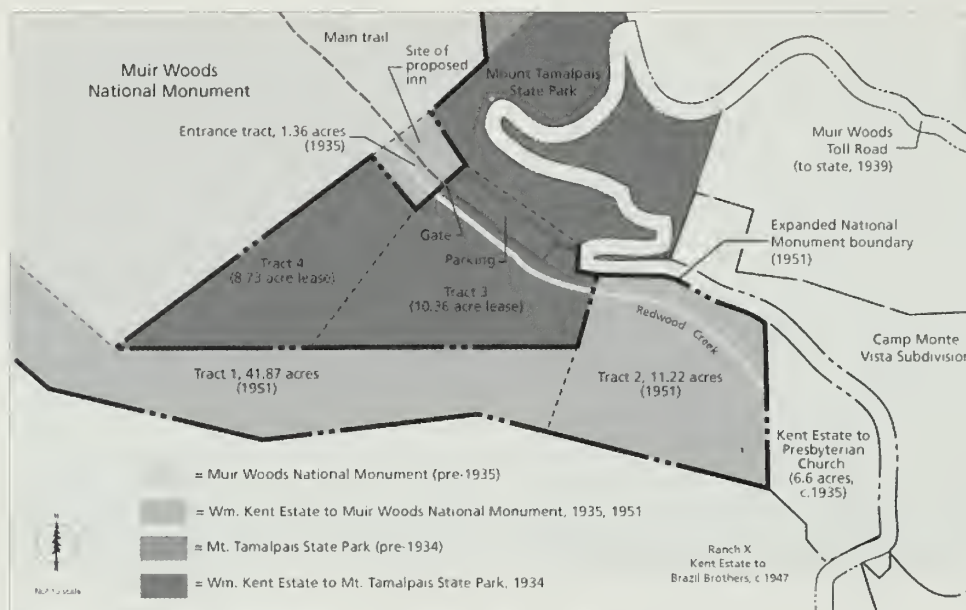 Main trail
Site of
proposed
inn
Muir Woods
National Monument
Mount Tamalpais
State Park
Entrance tract, 1.36 acres
(1935)
Muir Woods
Toll Road
(to state, 1939)
Gate
Parking
Expanded National
Monument boundary
(1951)
Tract 4
(8.73 acre lease)
Tract 3
(10.36 acre lease)
Redwood Creek
Camp Monte
Vista Subdivision
Tract 1, 41.87 acres
(1951)
Tract 2, 11.22 acres
(1951)
Kent Estate to
Presbyterian
Church
(6.6 acres,
c.1935)
= Muir Woods National Monument (pre-1935)
= Wm. Kent Estate to Muir Woods National Monument, 1935, 1951
= Mt. Tamalpais State Park (pre-1934)
= Wm. Kent Estate to Mt. Tamalpais State Park, 1934
Ranch X
Kent Estate to
Brazil Brothers, c 1947
Not to scale